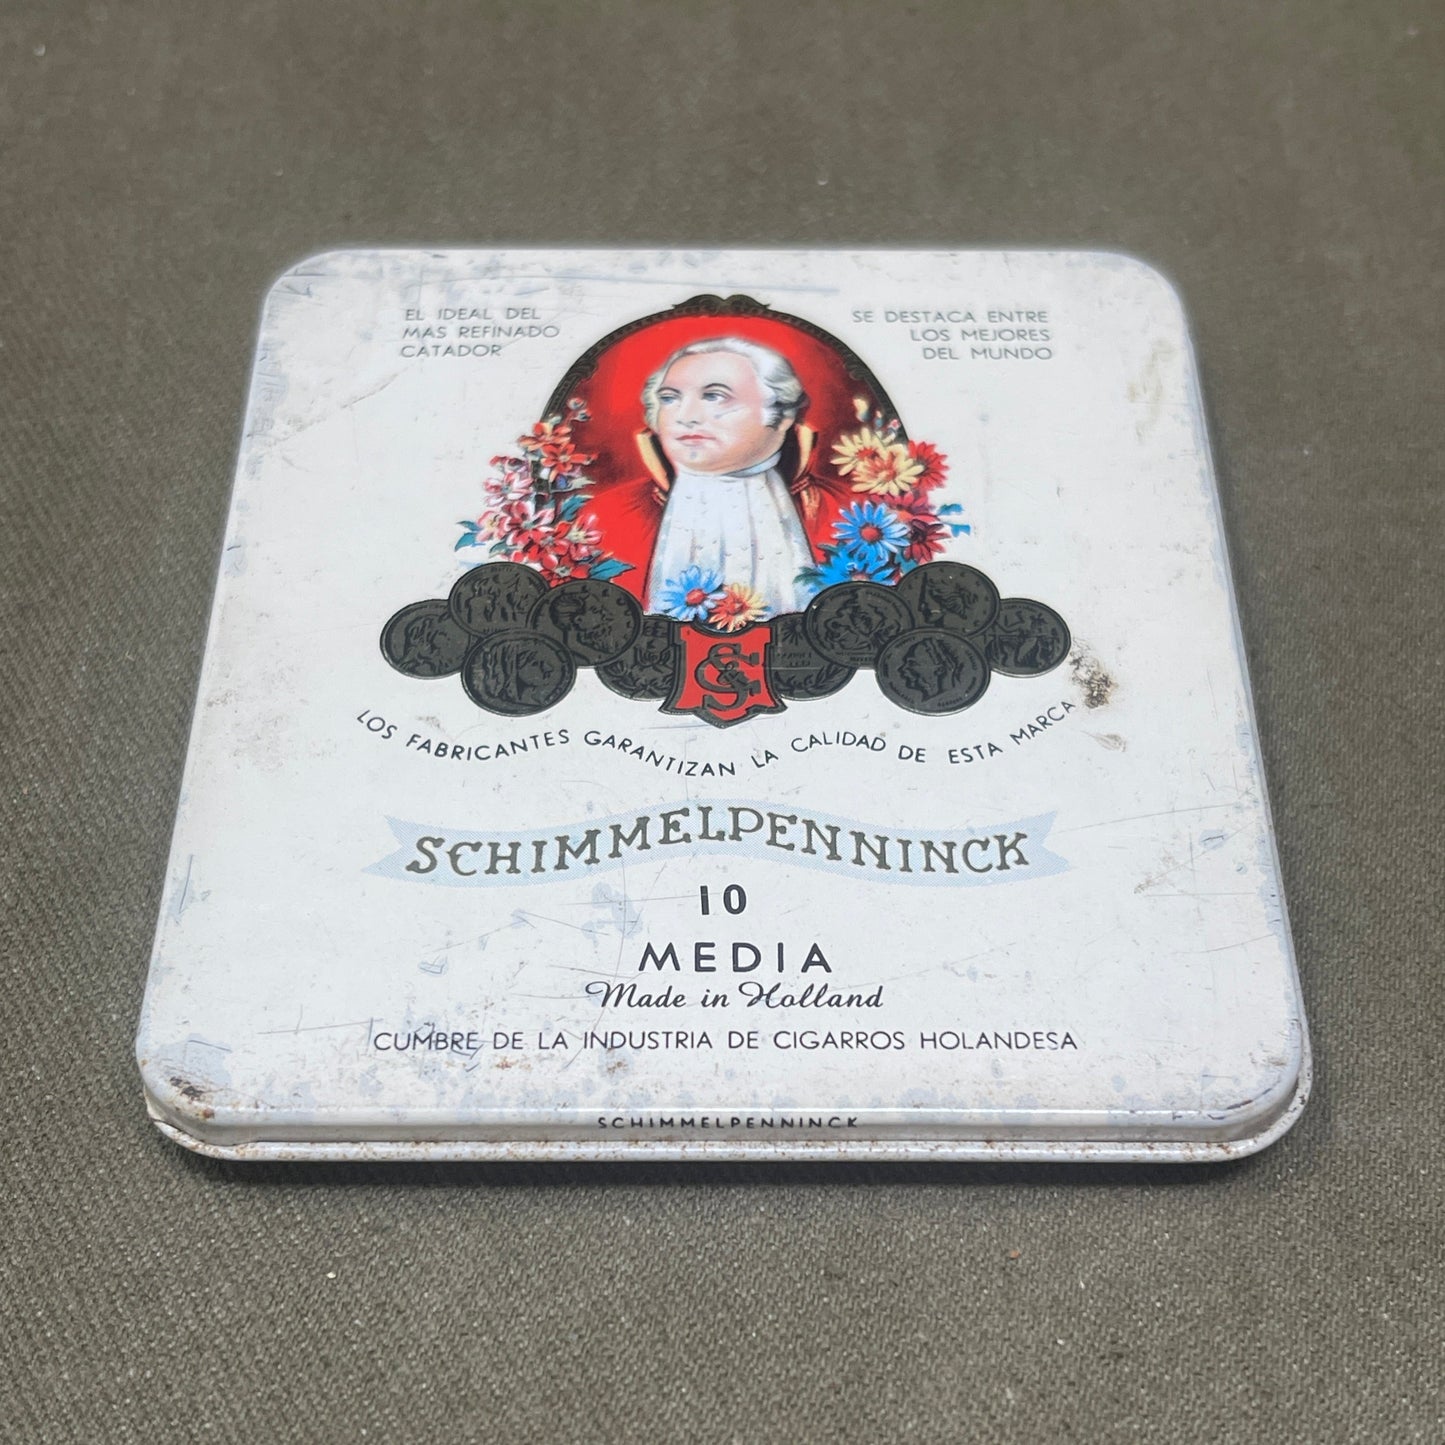 EL IDEAL DEL
MAS REFINADO
CATADOR
SE DESTACA ENTRE
LOS MEJORES
DEL MUNDO
LOS FABRICANTES GARANTIZAN LA CALIDAD DE ESTA MARCA
SCHIMMELPENNINCK
10
MEDIA
Made in Holland
CUMBRE DE LA INDUSTRIA DE CIGARROS HOLANDESA
SCHIMMELPENNINCK